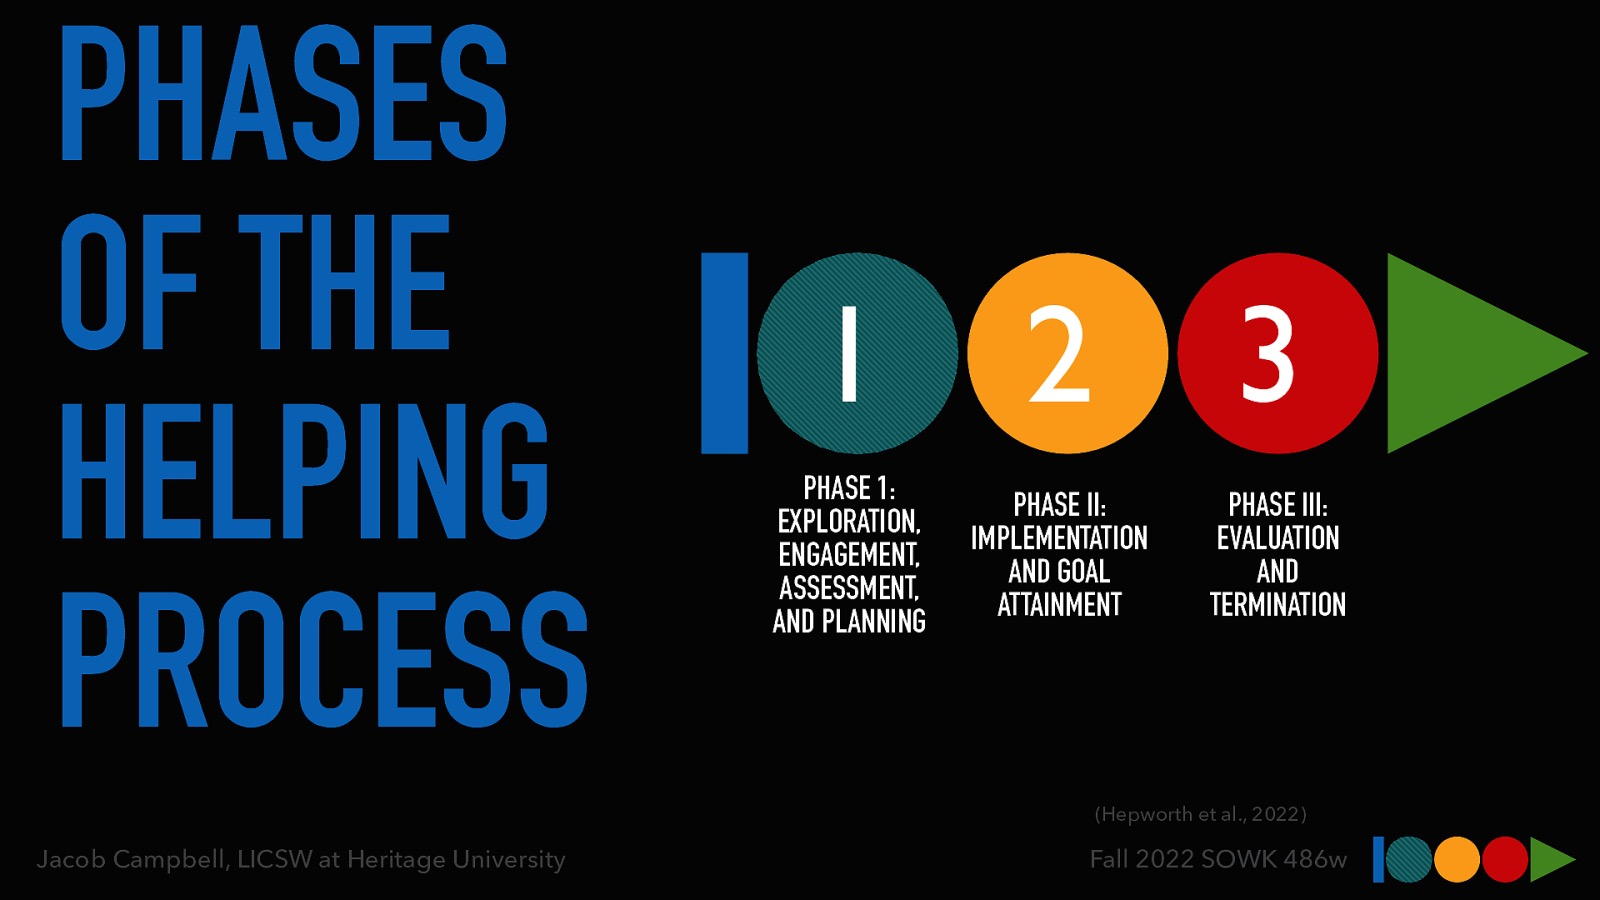 PHASES
OF THE
HELPING
PROCESS
1
2
3
PHASE 1:
EXPLORATION,
ENGAGEMENT,
ASSESSMENT,
AND PLANNING
PHASE II:
IMPLEMENTATION
AND GOAL
ATTAINMENT
PHASE III:
EVALUATION
AND
TERMINATION
(Hepworth et al., 2022)
Jacob Campbell, LICSW at Heritage University
Fall 2022 SOWK 486w